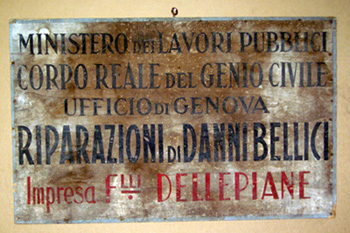 MINISTERO DEI LAVORI PUBBLICI
CORPO REALE DEL GENIO CIVILE
UFFICIO DI GENOVA
RIPARAZIONI DI DANNI BELLICI
Impresa F.lli DELLEPIANE